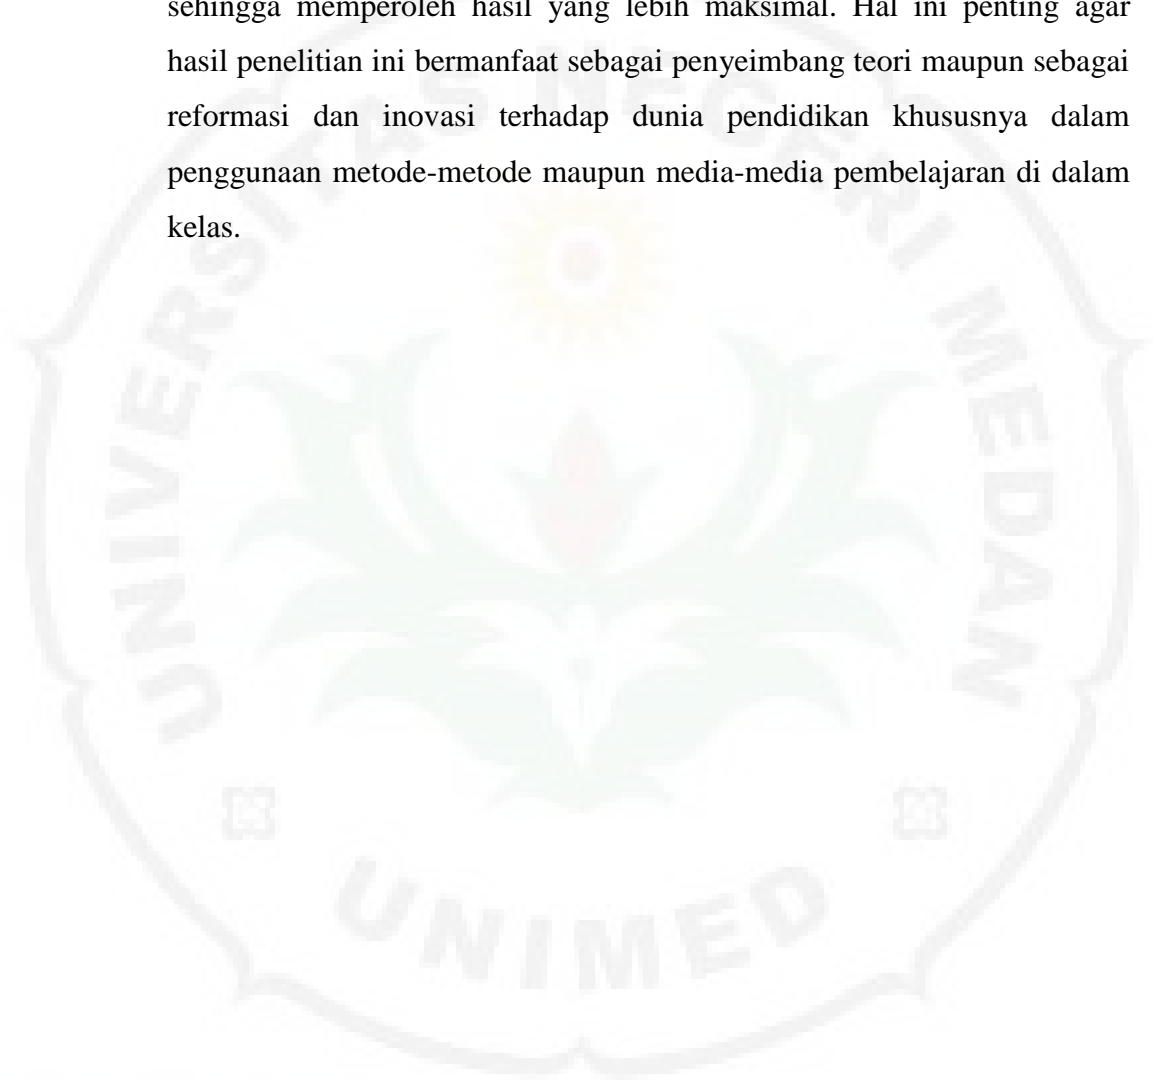 sehingga memperoleh hasil yang lebih maksimal. Hal ini penting agar
hasil penelitian ini bermanfaat sebagai penyeimbang teori maupun sebagai
reformasi dan inovasi terhadap dunia pendidikan khususnya dalam
penggunaan metode-metode maupun media-media pembelajaran di dalam
kelas.
UNIVERSITAS NEGERI MEDAN
UNIMED